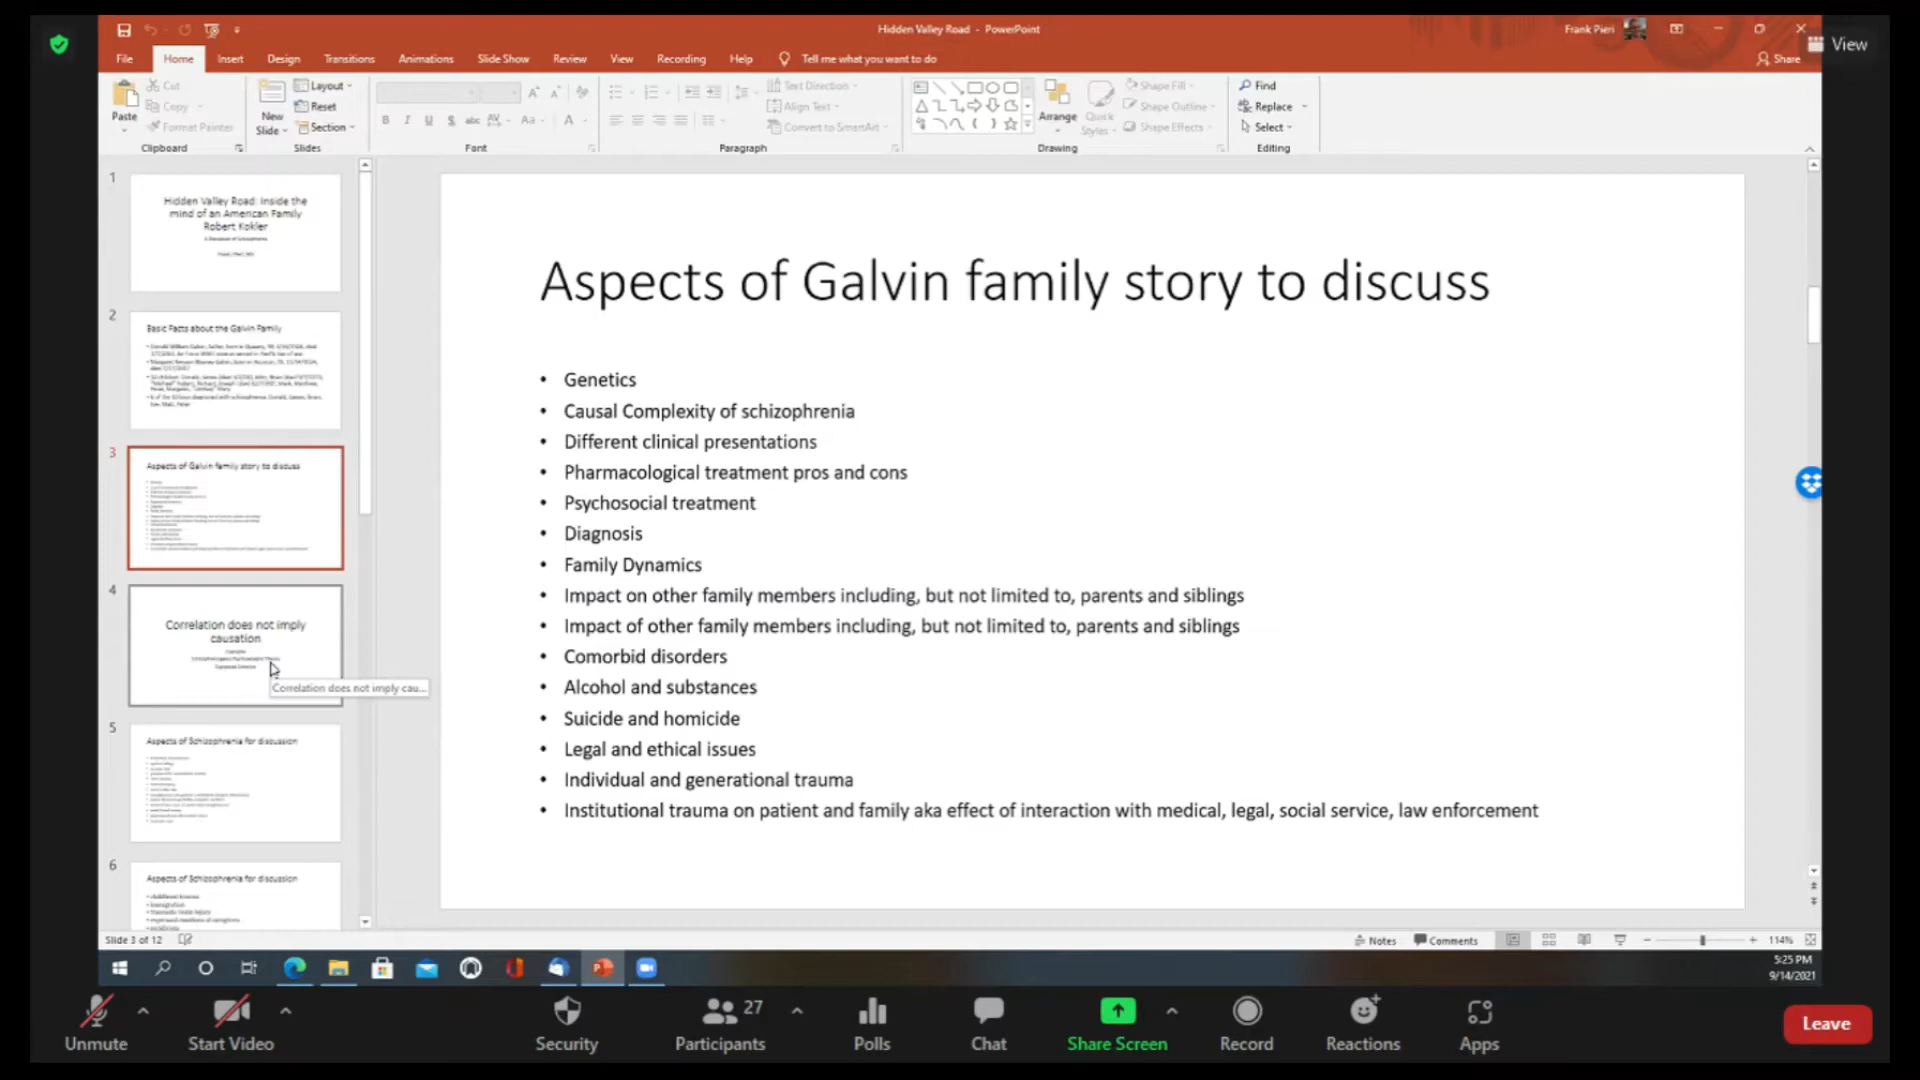 Hidden Valley Road - PowerPoint
Frank Pieri
View
File Home Insert Design Transitions Animations Slide Show Review View Recording Help Tell me what you want to do
Share
Paste
Cut
Copy
Format Painter
Clipboard
New Slide
Layout
Reset
Section
Slides
Font
Text Direction
Align Text
Convert to SmartArt
Paragraph
Arrange
Quick Styles
Shape Fill
Shape Outline
Shape Effects
Drawing
Find
Replace
Select
Editing
1
Hidden Valley Road: Inside the
mind of an American Family
Robert Kokler
2
Basic Facts about the Galvin Family
3
Aspects of Galvin family story to discuss
4
Correlation does not imply
causation
Correlation does not imply cau...
5
Aspects of Schizophrenia for discussion
6
Aspects of Schizophrenia for discussion
• childhood trauma
• immigration
• traumatic brain injury
Aspects of Galvin family story to discuss
• Genetics
• Causal Complexity of schizophrenia
• Different clinical presentations
• Pharmacological treatment pros and cons
• Psychosocial treatment
• Diagnosis
• Family Dynamics
• Impact on other family members including, but not limited to, parents and siblings
• Impact of other family members including, but not limited to, parents and siblings
• Comorbid disorders
• Alcohol and substances
• Suicide and homicide
• Legal and ethical issues
• Individual and generational trauma
• Institutional trauma on patient and family aka effect of interaction with medical, legal, social service, law enforcement
Slide 3 of 12
Notes Comments
114%
5:25 PM
9/14/2021
Unmute
Start Video
Security
27
Participants
Polls
Chat
Share Screen
Record
Reactions
Apps
Leave